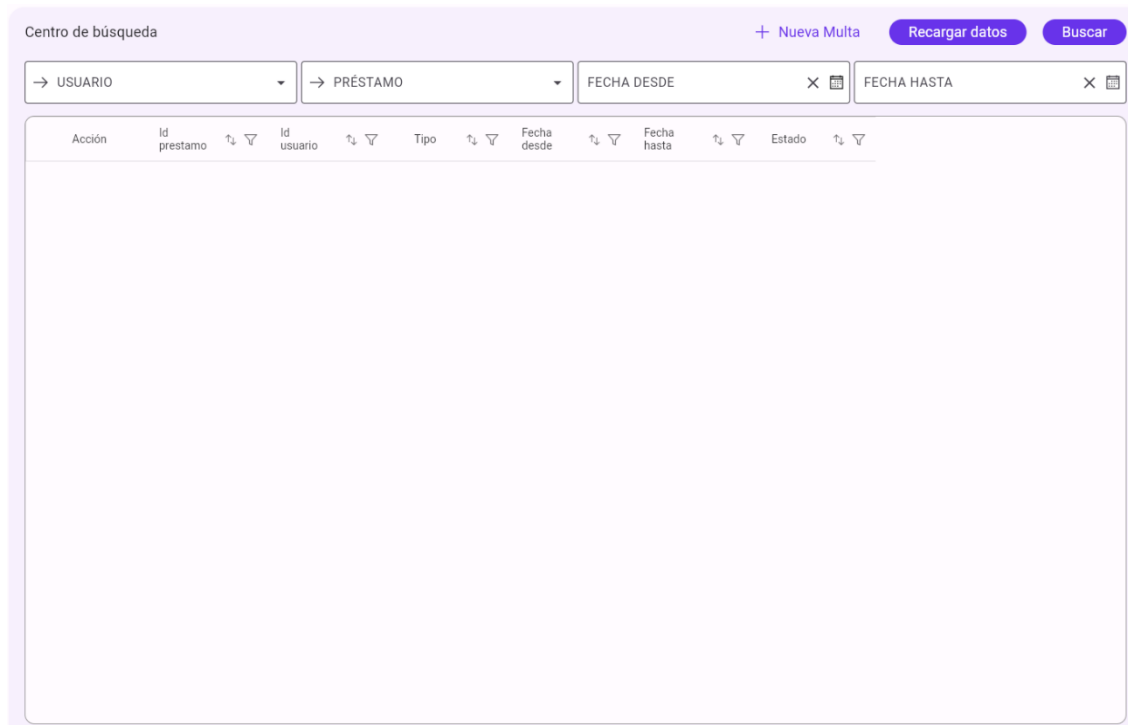 Centro de búsqueda
Nueva Multa
Recargar datos
Buscar
USUARIO
PRÉSTAMO
FECHA DESDE
FECHA HASTA
Acción
Id
prestamo
Id
usuario
Tipo
Fecha
desde
Fecha
hasta
Estado